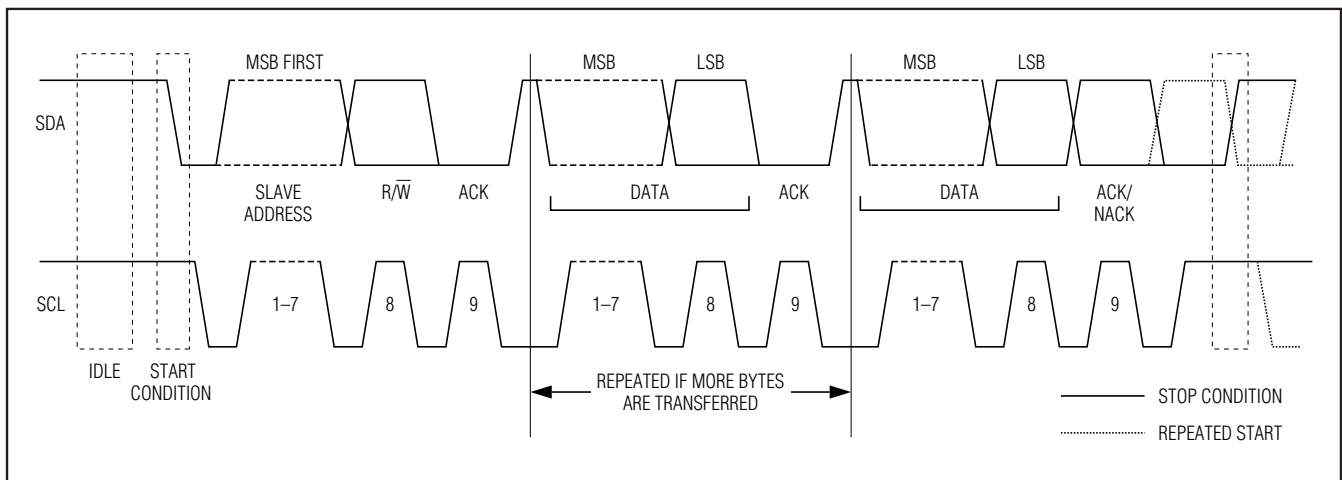 MSB FIRST
MSB
LSB
MSB
LSB
SDA
SLAVE
ADDRESS
R/W̅
ACK
DATA
ACK
DATA
ACK/
NACK
SCL
1–7
8
9
1–7
8
9
1–7
8
9
IDLE
START
CONDITION
REPEATED IF MORE BYTES
ARE TRANSFERRED
STOP CONDITION
REPEATED START